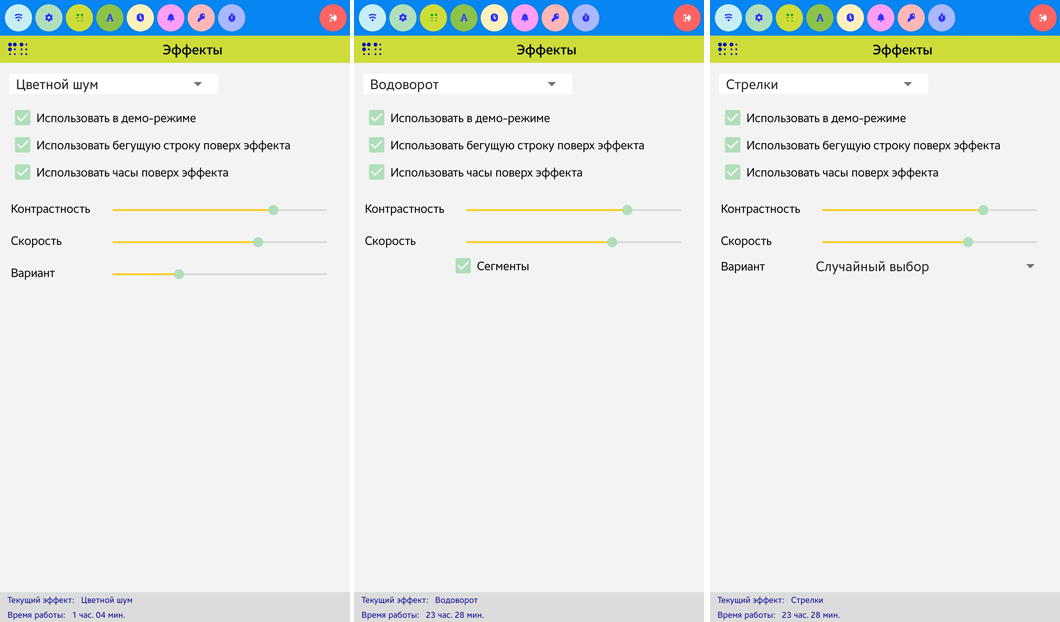 Эффекты
Цветной шум
Использовать в демо-режиме
Использовать бегущую строку поверх эффекта
Использовать часы поверх эффекта
Контрастность
Скорость
Вариант
Текущий эффект: Цветной шум
Время работы: 1 час. 04 мин.
Эффекты
Водоворот
Использовать в демо-режиме
Использовать бегущую строку поверх эффекта
Использовать часы поверх эффекта
Контрастность
Скорость
Сегменты
Текущий эффект: Водоворот
Время работы: 23 час. 28 мин.
Эффекты
Стрелки
Использовать в демо-режиме
Использовать бегущую строку поверх эффекта
Использовать часы поверх эффекта
Контрастность
Скорость
Вариант Случайный выбор
Текущий эффект: Стрелки
Время работы: 23 час. 28 мин.